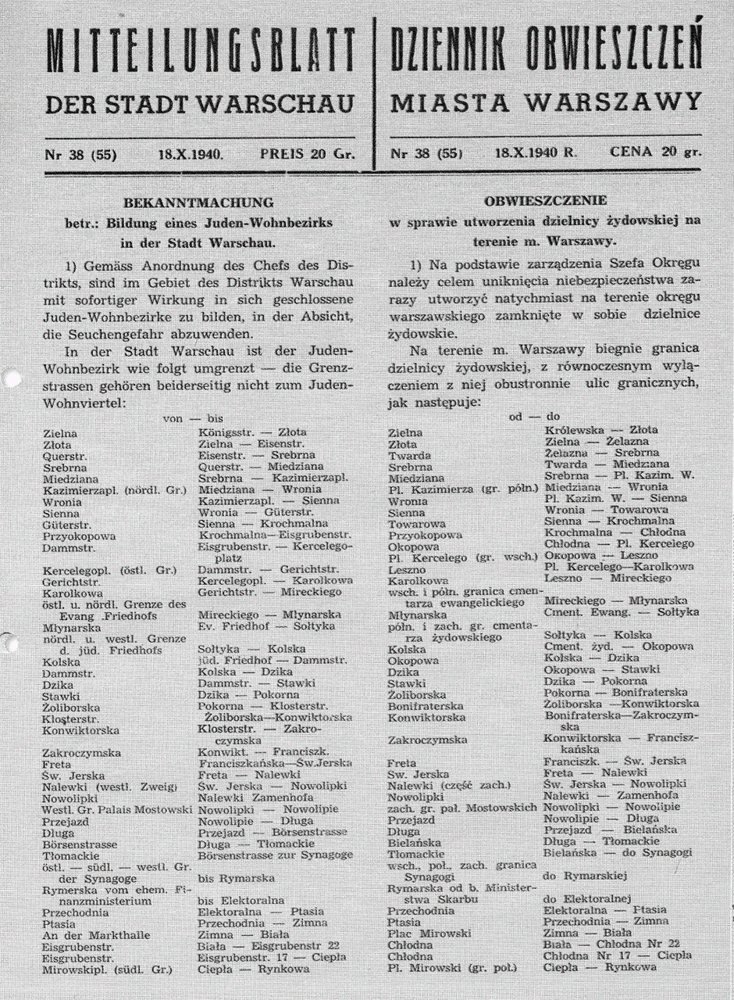 MITTEILUNGSBLATT
DER STADT WARSCHAU
Nr 38 (55) 18.X.1940. PREIS 20 Gr.
BEKANNTMACHUNG
betr.: Bildung eines Juden-Wohnbezirks
in der Stadt Warschau.
1) Gemäss Anordnung des Chefs des Dis-
trikts, sind im Gebiet des Distrikts Warschau
mit sofortiger Wirkung in sich geschlossene
Juden-Wohnbezirke zu bilden, in der Absicht,
die Seuchengefahr abzuwenden.
In der Stadt Warschau ist der Juden-
Wohnbezirk wie folgt umgrenzt — die Grenz-
strassen gehören beiderseitig nicht zum Juden-
Wohnviertel:
von — bis
Zielna Königsstr. — Złota
Złota Zielna — Eisenstr.
Querstr. Eisenstr. — Srebrna
Srebrna Querstr. — Miedziana
Miedziana Srebrna — Kazimierzapl.
Kazimierzapl. (nördl. Gr.) Miedziana — Wronia
Wronia Kazimierzapl. — Sienna
Sienna Wronia — Güterstr.
Güterstr. Sienna — Krochmalna
Przyokopowa Krochmalna—Eisgrubenstr.
Dammstr. Eisgrubenstr. — Kercelego-
platz
Kercelegopl. (östl. Gr.) Dammstr. — Gerichtstr.
Gerichtstr. Kercelegopl. — Karolkowa
Karolkowa Gerichtstr. — Mireckiego
östl. u. nördl. Grenze des
Evang .Friedhofs Mireckiego — Młynarska
Młynarska Ev. Friedhof — Sołtyka
nördl. u. westl. Grenze
d. jüd. Friedhofs Sołtyka — Kolska
Kolska jüd. Friedhof — Dammstr.
Dammstr. Kolska — Dzika
Dzika Dammstr. — Stawki
Stawki Dzika — Pokorna
Żoliborska Pokorna — Klosterstr.
Klosterstr. Żoliborska—Konwiktorska
Konwiktorska Klosterstr. — Zakro-
czymska
Zakroczymska Konwikt. — Franciszk.
Freta Franciszkańska—Św.Jerska
Św. Jerska Freta — Nalewki
Nalewki (westl. Zweig) Św. Jerska — Nowolipki
Nowolipki Nalewki Zamenhofa
Westl. Gr. Palais Mostowski Nowolipki — Nowolipie
Przejazd Nowolipie — Długa
Długa Przejazd — Börsenstrasse
Börsenstrasse Długa — Tłomackie
Tłomackie Börsenstrasse zur Synagoge
östl. — südl. — westl. Gr.
der Synagoge bis Rymarska
Rymerska vom ehem. Fi-
nanzministerium bis Elektoralna
Przechodnia Elektoralna — Ptasia
Ptasia Przechodnia — Zimna
An der Markthalle Zimna — Biała
Eisgrubenstr. Biała — Eisgrubenstr 22
Eisgrubenstr. Eisgrubenstr. 17 — Ciepła
Mirowskipl. (südl. Gr.) Ciepła — Rynkowa
DZIENNIK OBWIESZCZEŃ
MIASTA WARSZAWY
Nr 38 (55) 18.X.1940 R. CENA 20 gr.
OBWIESZCZENIE
w sprawie utworzenia dzielnicy żydowskiej na
terenie m. Warszawy.
1) Na podstawie zarządzenia Szefa Okręgu
należy celem uniknięcia niebezpieczeństwa za-
razy utworzyć natychmiast na terenie okręgu
warszawskiego zamknięte w sobie dzielnice
żydowskie.
Na terenie m. Warszawy biegnie granica
dzielnicy żydowskiej, z równoczesnym wyłą-
czeniem z niej obustronnie ulic granicznych,
jak następuje:
od — do
Zielna Królewska — Złota
Złota Zielna — Żelazna
Twarda Żelazna — Srebrna
Srebrna Twarda — Miedziana
Miedziana Srebrna — Pl. Kazim. W.
Pl. Kazimierza (gr. półn.) Miedziana — Wronia
Wronia Pl. Kazim. W. — Sienna
Sienna Wronia — Towarowa
Towarowa Sienna — Krochmalna
Przyokopowa Krochmalna — Chłodna
Okopowa Chłodna — Pl. Kercelego
Pl. Kercelego (gr. wsch.) Okopowa — Leszno
Leszno Pl. Kercelego—Karolkowa
Karolkowa Leszno — Mireckiego
wsch. i półn. granica cmen-
tarza ewangelickiego Mireckiego — Młynarska
Młynarska Cment. Ewang. — Sołtyka
półn. i zach. gr. cmenta-
rza żydowskiego Sołtyka — Kolska
Kolska Cment. żyd. — Okopowa
Okopowa Kolska — Dzika
Dzika Okopowa — Stawki
Stawki Dzika — Pokorna
Żoliborska Pokorna — Bonifraterska
Bonifraterska Żoliborska —Konwiktorska
Konwiktorska Bonifraterska—Zakroczym-
ska
Zakroczymska Konwiktorska — Francisz-
kańska
Freta Franciszk. — Św. Jerska
Św. Jerska Freta — Nalewki
Nalewki (część zach.) Św. Jerska — Nowolipki
Nowolipki Nalewki — Zamenhofa
zach. gr. pał. Mostowskich Nowolipki — Nowolipie
Przejazd Nowolipie — Długa
Długa Przejazd — Bielańska
Bielańska Długa — Tłomackie
Tłomackie Bielańska — do Synagogi
wsch., poł., zach. granica
Synagogi do Rymarskiej
Rymarska od b. Minister-
stwa Skarbu do Elektoralnej
Przechodnia Elektoralna — Ptasia
Ptasia Przechodnia — Zimna
Plac Mirowski Zimna — Biała
Chłodna Biała — Chłodna Nr 22
Chłodna Chłodna Nr 17 — Ciepła
Pl. Mirowski (gr. poł.) Ciepła — Rynkowa